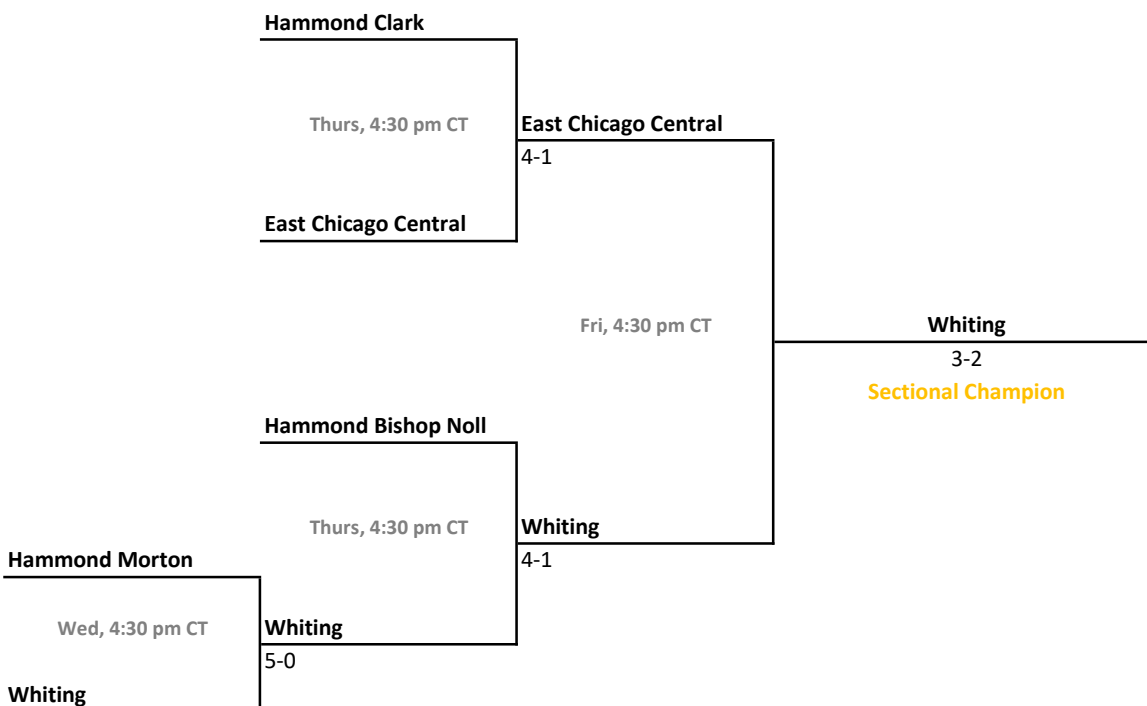 Hammond Clark
Thurs, 4:30 pm CT
East Chicago Central
4-1
East Chicago Central
Fri, 4:30 pm CT
Whiting
3-2
Sectional Champion
Hammond Bishop Noll
Thurs, 4:30 pm CT
Whiting
4-1
Hammond Morton
Wed, 4:30 pm CT
Whiting
5-0
Whiting